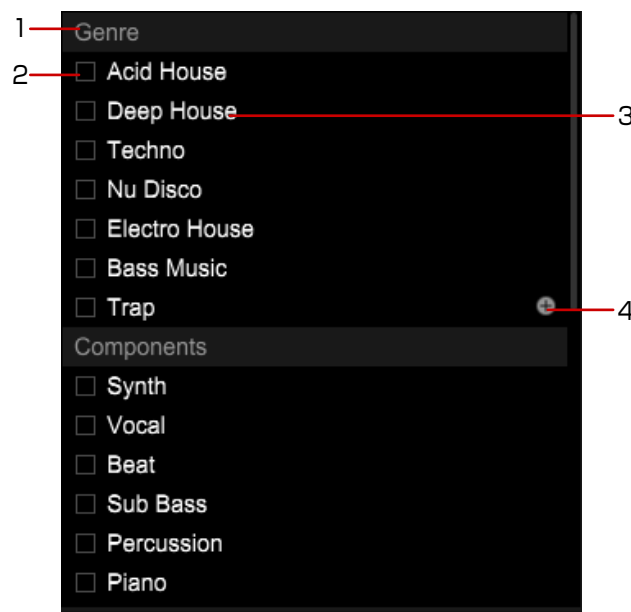 1 Genre
2 Acid House
Deep House 3
Techno
Nu Disco
Electro House
Bass Music
Trap 4
Components
Synth
Vocal
Beat
Sub Bass
Percussion
Piano